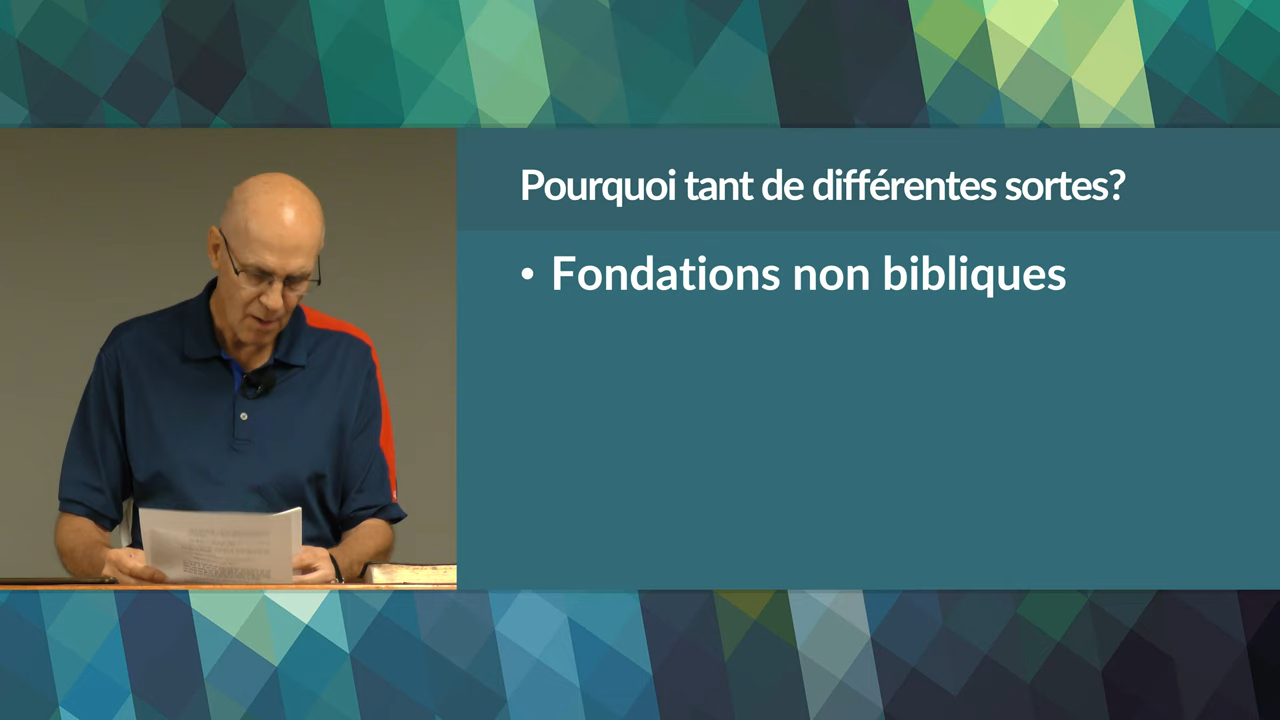 Pourquoi tant de différentes sortes?
• Fondations non bibliques